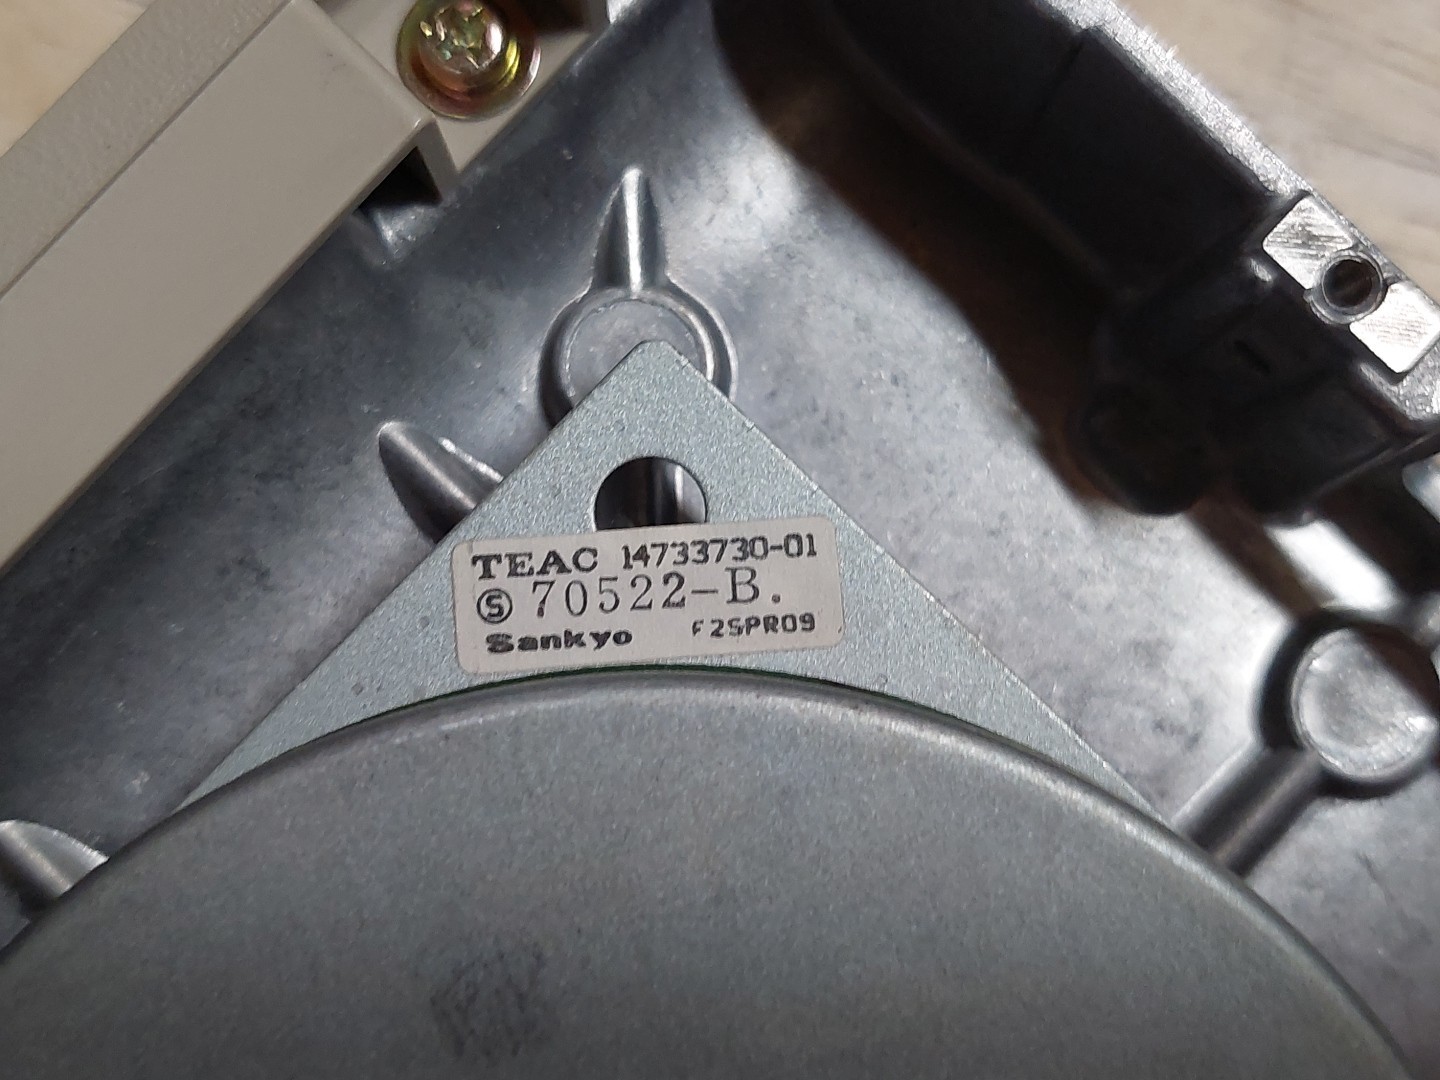 TEAC 14733730-01
Ⓢ 70522-B.
Sankyo F2SPR09